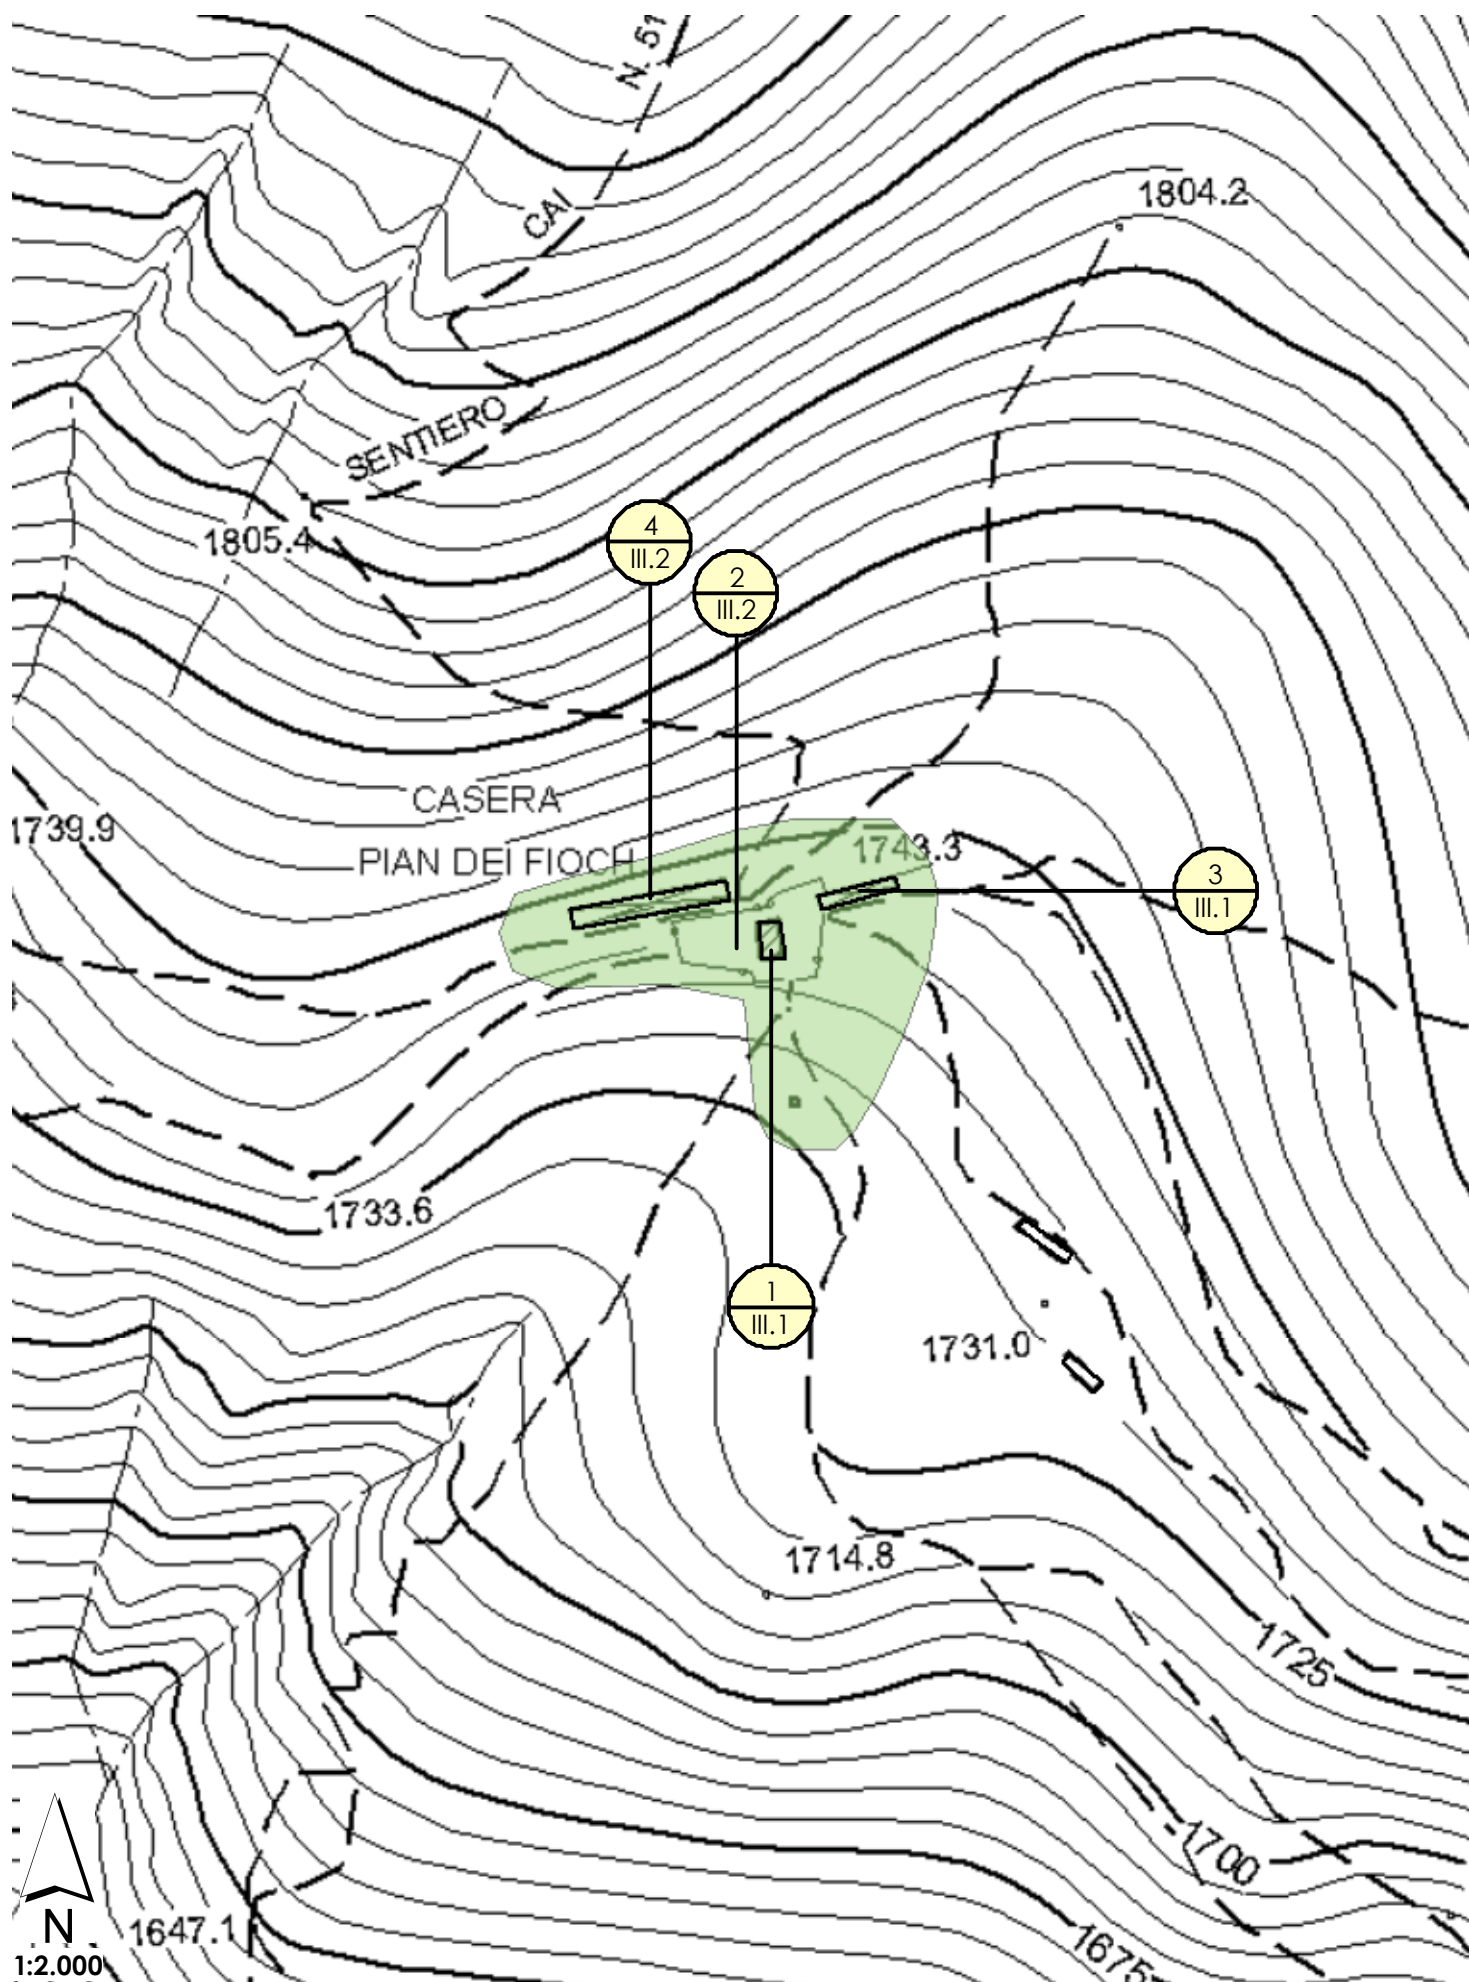 N. 51
CAI
1804.2
SENTIERO
1805.4
4
III.2
2
III.2
CASERA
1739.9
PIAN DEI FIOCH
1743.3
3
III.1
1733.6
1
III.1
1731.0
1714.8
1725
1700
N
1647.1
1675
1:2.000